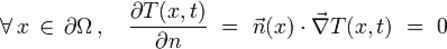 ∀ x ∈ ∂Ω ,   ∂T(x,t)/∂n = n⃗(x) · ∇⃗T(x,t) = 0